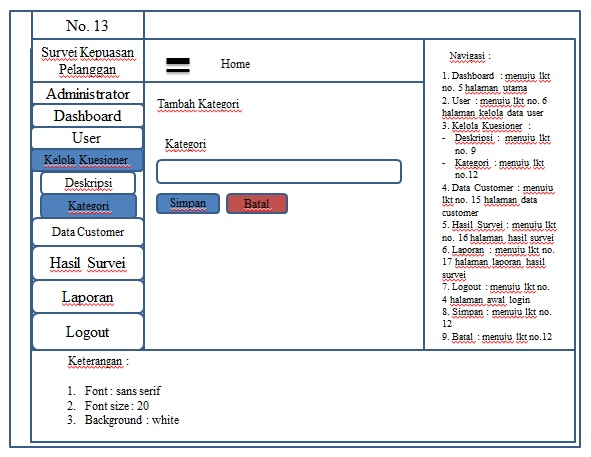 No. 13
Survei Kepuasan
Pelanggan
Administrator
Dashboard
User
Kelola Kuesioner
Deskripsi
Kategori
Data Customer
Hasil Survei
Laporan
Logout
Home
Tambah Kategori
Kategori
Simpan
Batal
Navigasi :
1. Dashboard : menuju lkt
no. 5 halaman utama
2. User : menuju lkt no. 6
halaman kelola data user
3. Kelola Kuesioner :
- Deskripsi : menuju lkt
no. 9
- Kategori : menuju lkt
no.12
4. Data Customer : menuju
lkt no. 15 halaman data
customer
5. Hasil Survei : menuju lkt
no. 16 halaman hasil survei
6. Laporan : menuju lkt no.
17 halaman laporan hasil
survei
7. Logout : menuju lkt no.
4 halaman awal login
8. Simpan : menuju lkt no.
12
9. Batal : menuju lkt no.12
Keterangan :
1. Font : sans serif
2. Font size : 20
3. Background : white